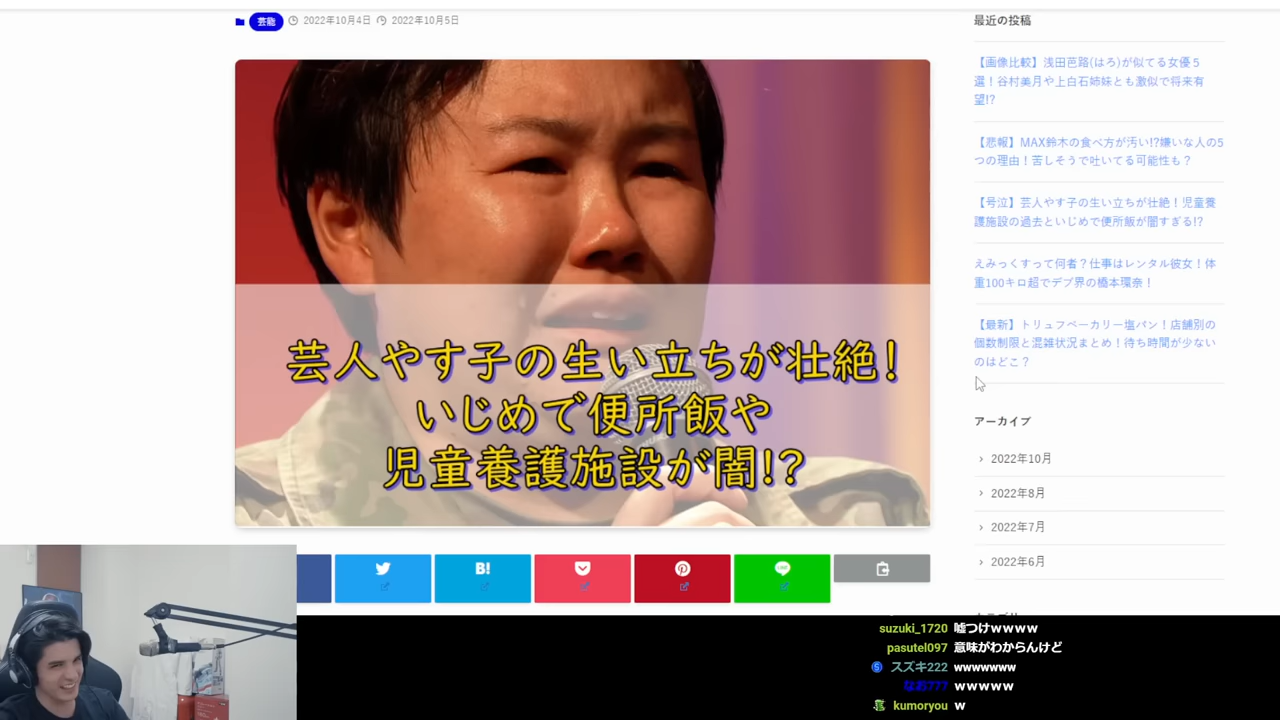 芸能 2022年10月4日 2022年10月5日
芸人やす子の生い立ちが壮絶!
いじめで便所飯や
児童養護施設が闇!?
B!
LINE
最近の投稿
【画像比較】浅田芭路(はろ)が似てる女優5
選！谷村美月や上白石姉妹とも激似で将来有
望!?
【悲報】MAX鈴木の食べ方が汚い!?嫌いな人の5
つの理由！苦しそうで吐いてる可能性も？
【号泣】芸人やす子の生い立ちが壮絶！児童養
護施設の過去といじめで便所飯が闇すぎる!?
えみっくすって何者？仕事はレンタル彼女！体
重100キロ超でデブ界の橋本環奈！
【最新】トリュフベーカリー塩パン！店舗別の
個数制限と混雑状況まとめ！待ち時間が少ない
のはどこ？
アーカイブ
2022年10月
2022年8月
2022年7月
2022年6月
suzuki_1720 嘘つけwwww
pasutel097 意味がわからんけど
スズキ222 wwwwwww
なお777 wwwww
kumoryou w